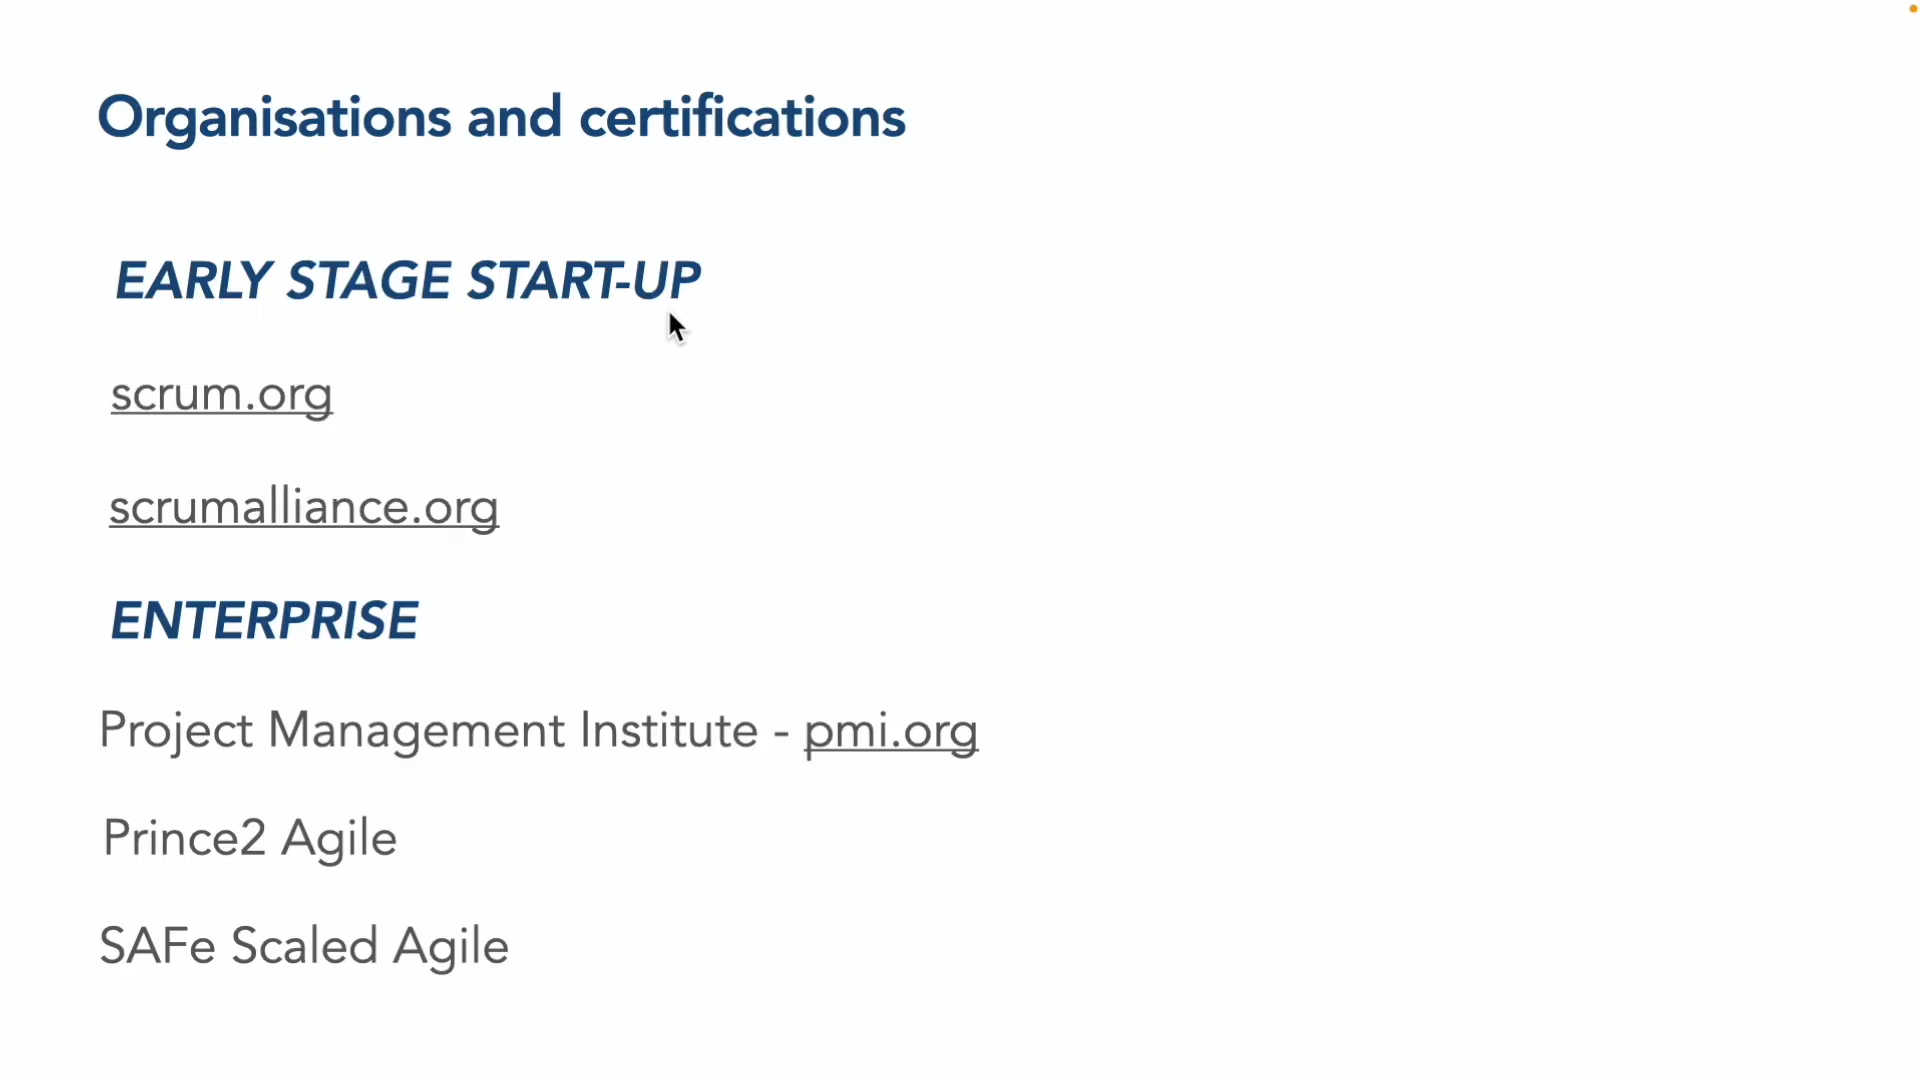 Organisations and certifications
EARLY STAGE START-UP
scrum.org
scrumalliance.org
ENTERPRISE
Project Management Institute - pmi.org
Prince2 Agile
SAFe Scaled Agile